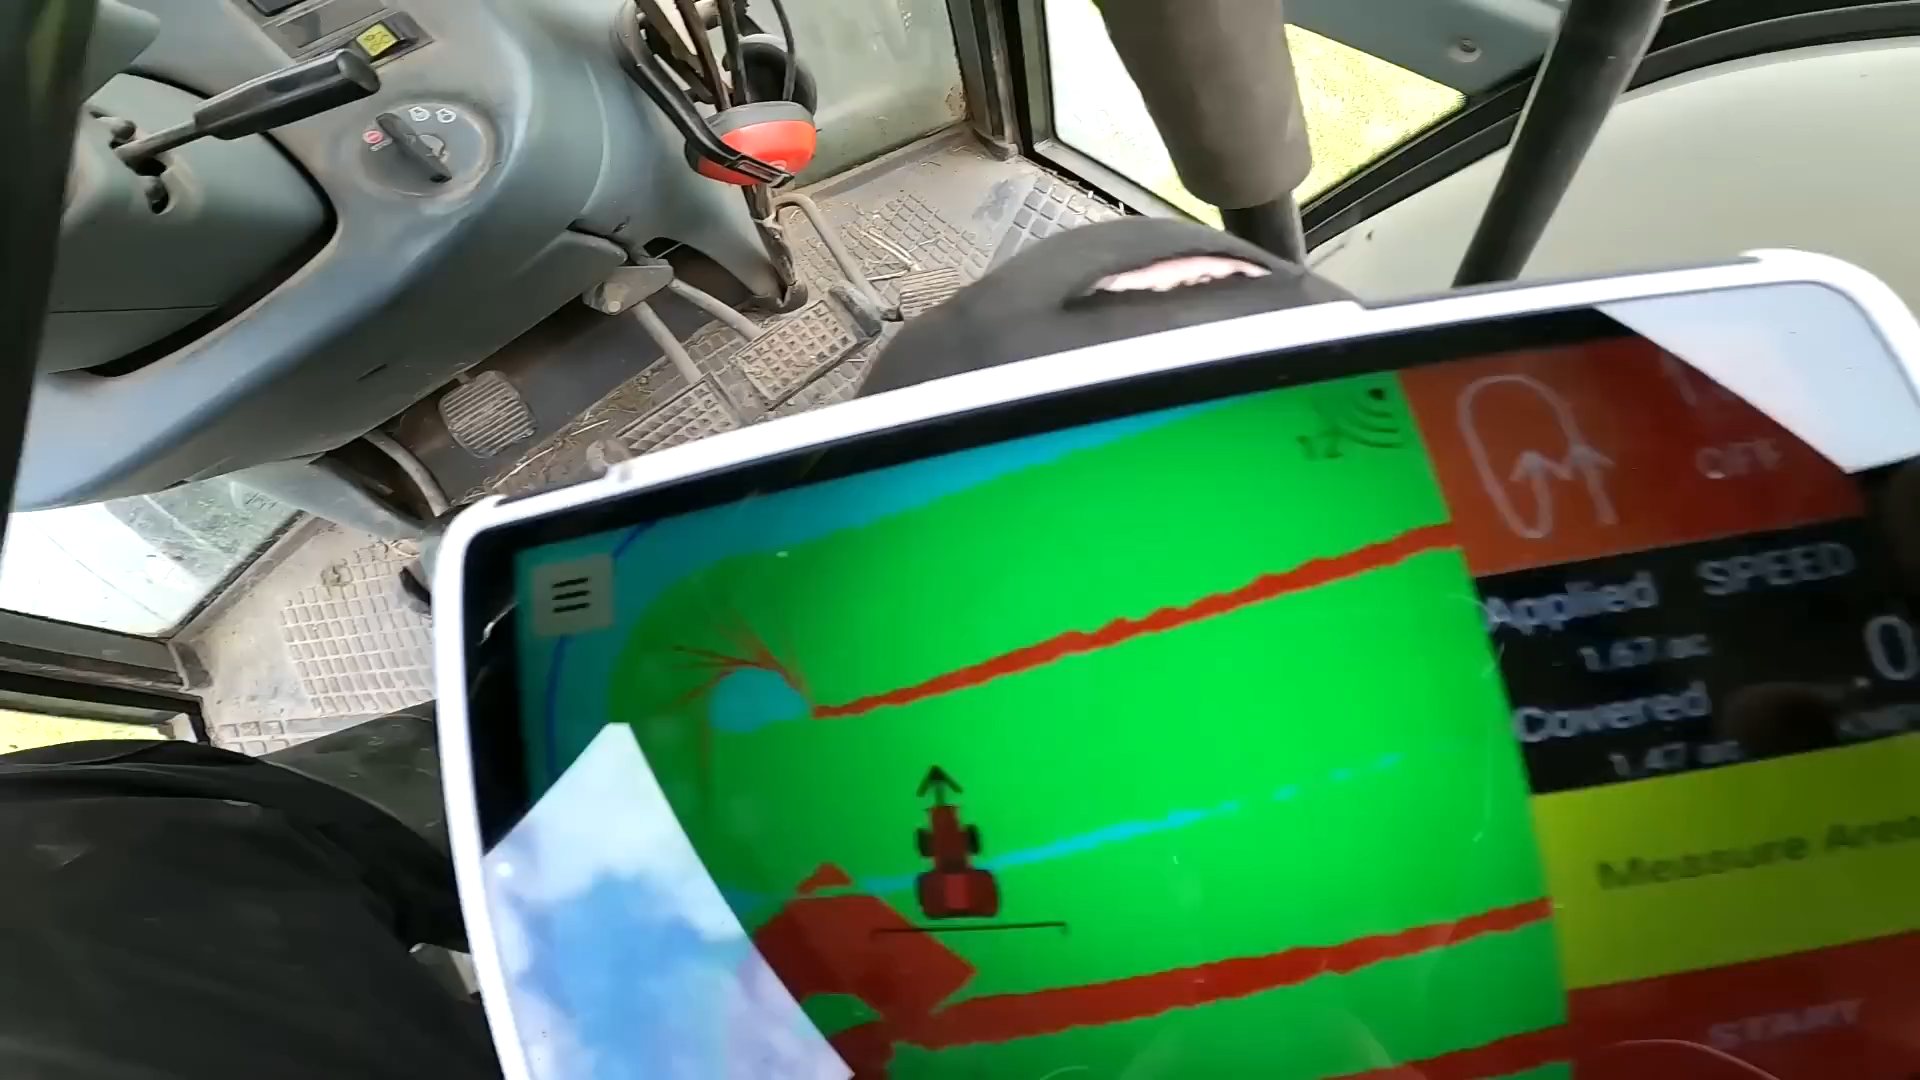 12
OFF
Applied SPEED
1.67 ac
0
Covered
1.47 ac
Measure Area
START